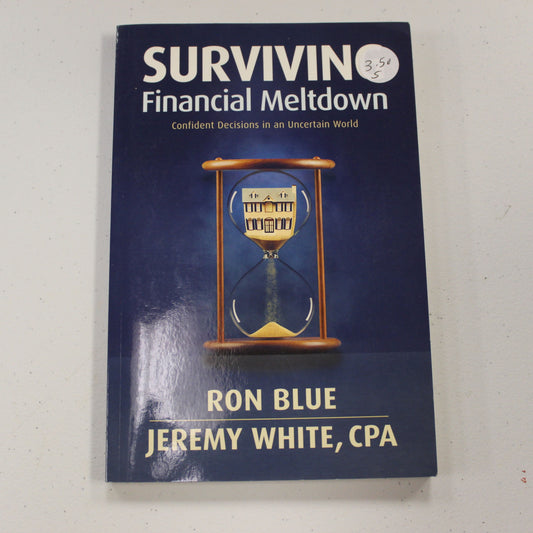 SURVIVIN
3.50
5
Financial Meltdown
Confident Decisions in an Uncertain World
RON BLUE
JEREMY WHITE, CPA